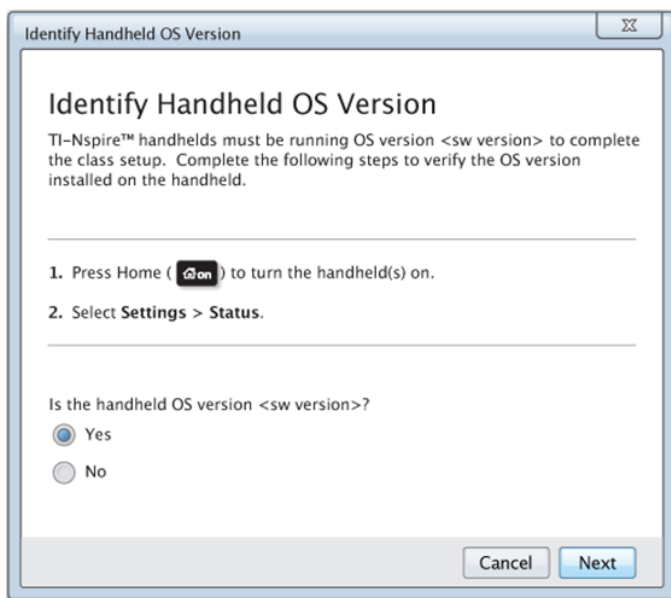 Identify Handheld OS Version
Identify Handheld OS Version
TI-Nspire™ handhelds must be running OS version <sw version> to complete
the class setup. Complete the following steps to verify the OS version
installed on the handheld.
1. Press Home ( on ) to turn the handheld(s) on.
2. Select Settings > Status.
Is the handheld OS version <sw version>?
Yes
No
Cancel Next